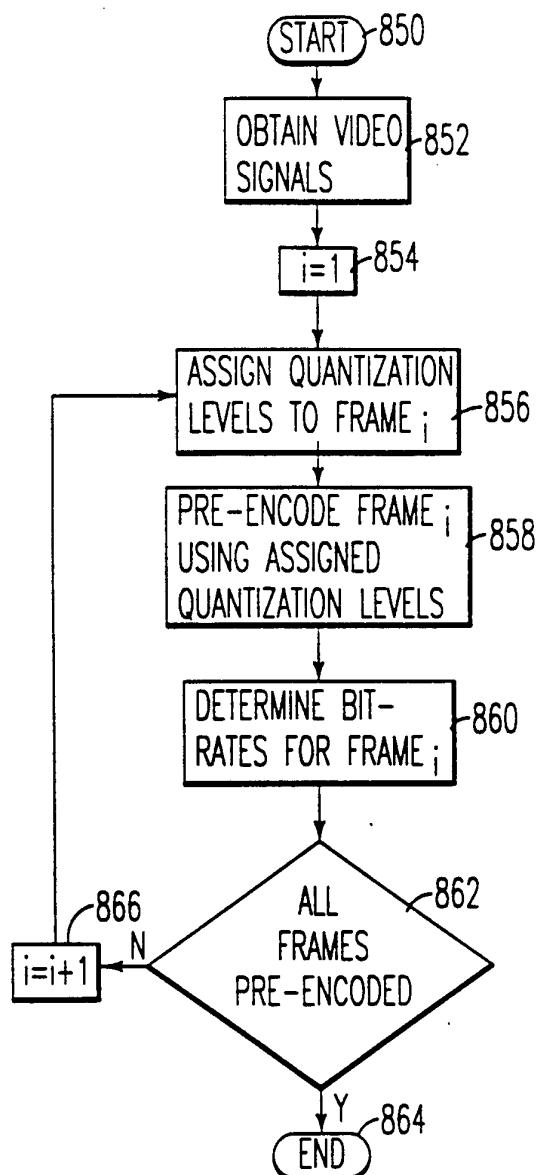 START 850
OBTAIN VIDEO
SIGNALS 852
i=1 854
ASSIGN QUANTIZATION
LEVELS TO FRAME i 856
PRE-ENCODE FRAME i
USING ASSIGNED 858
QUANTIZATION LEVELS
DETERMINE BIT-
RATES FOR FRAME i 860
ALL 862
FRAMES
PRE-ENCODED
N
866
i=i+1
Y
END 864